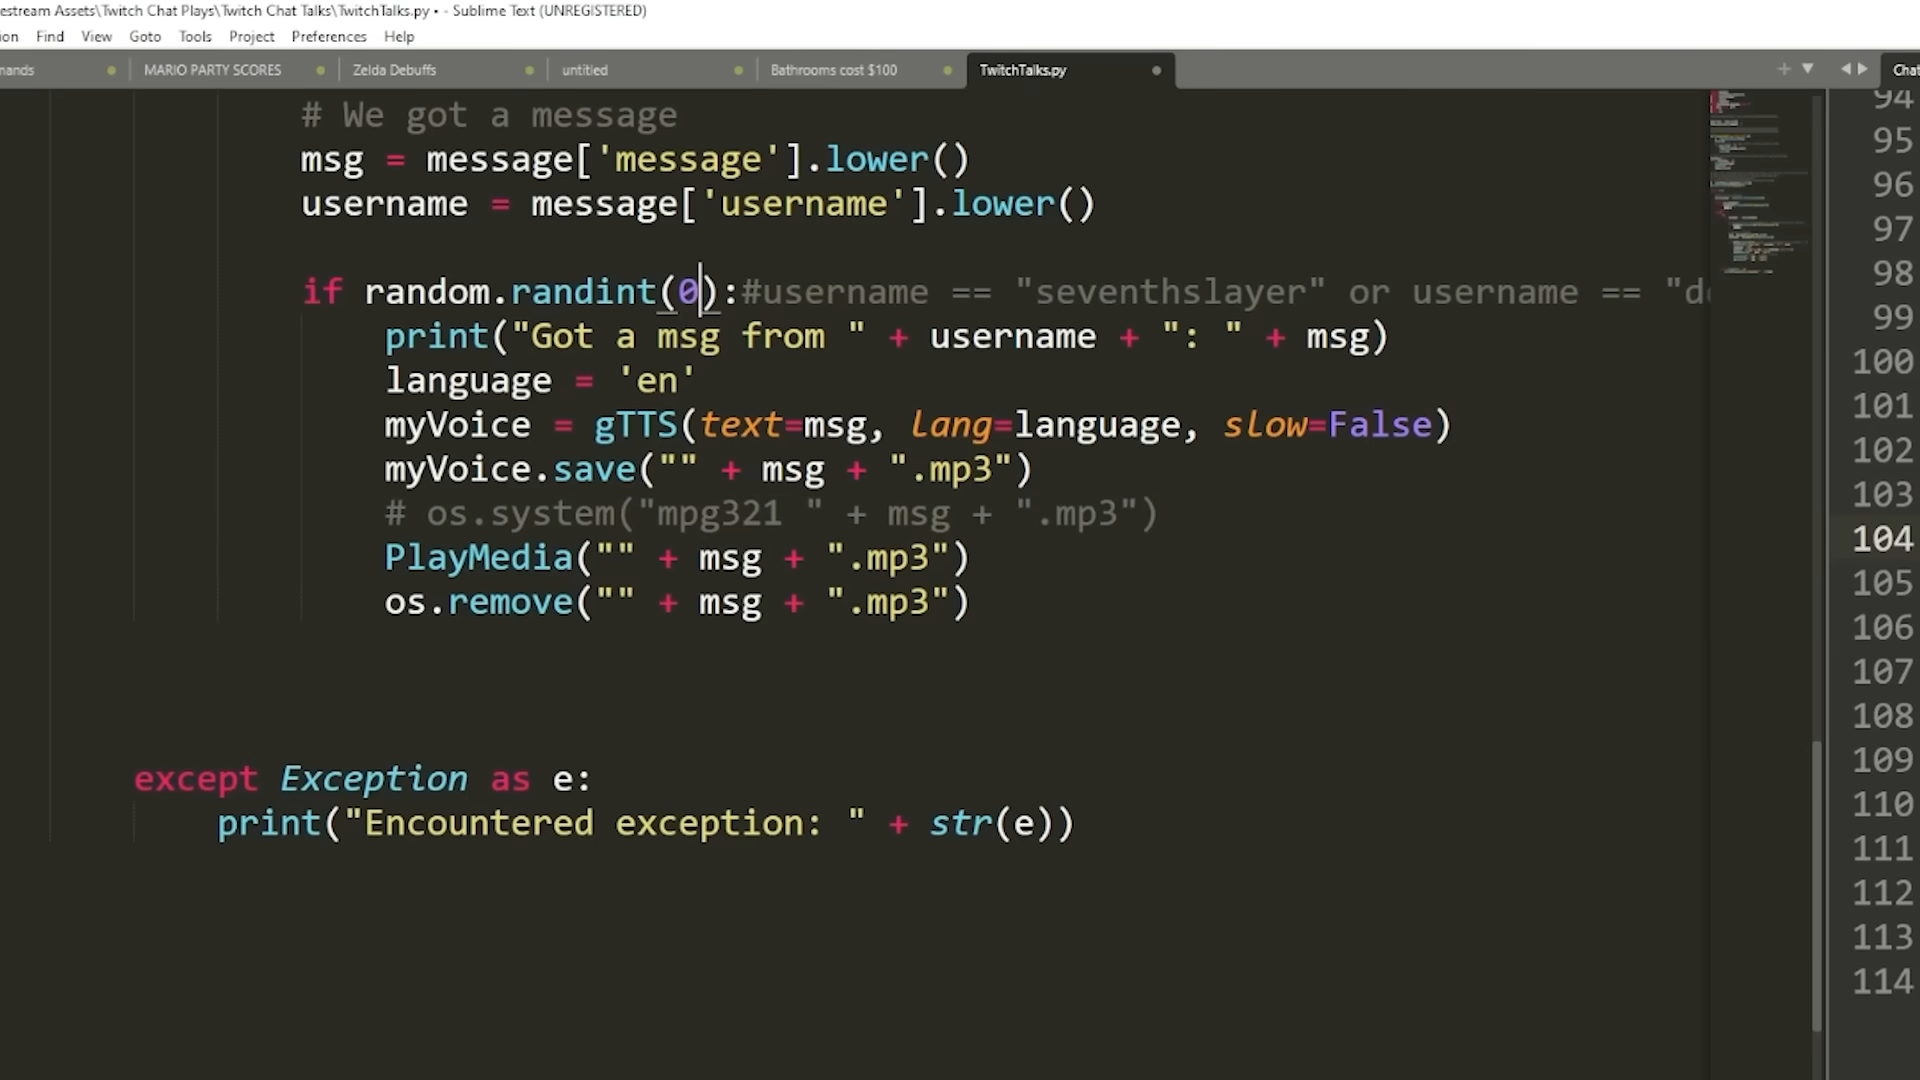 estream Assets\Twitch Chat Plays\Twitch Chat Talks\TwitchTalks.py • - Sublime Text (UNREGISTERED)
ion Find View Goto Tools Project Preferences Help
nands MARIO PARTY SCORES Zelda Debuffs untitled Bathrooms cost $100 TwitchTalks.py Chat
# We got a message
msg = message['message'].lower()
username = message['username'].lower()
if random.randint(0):#username == "seventhslayer" or username == "d
print("Got a msg from " + username + ": " + msg)
language = 'en'
myVoice = gTTS(text=msg, lang=language, slow=False)
myVoice.save("" + msg + ".mp3")
# os.system("mpg321 " + msg + ".mp3")
PlayMedia("" + msg + ".mp3")
os.remove("" + msg + ".mp3")
except Exception as e:
print("Encountered exception: " + str(e))
94
95
96
97
98
99
100
101
102
103
104
105
106
107
108
109
110
111
112
113
114